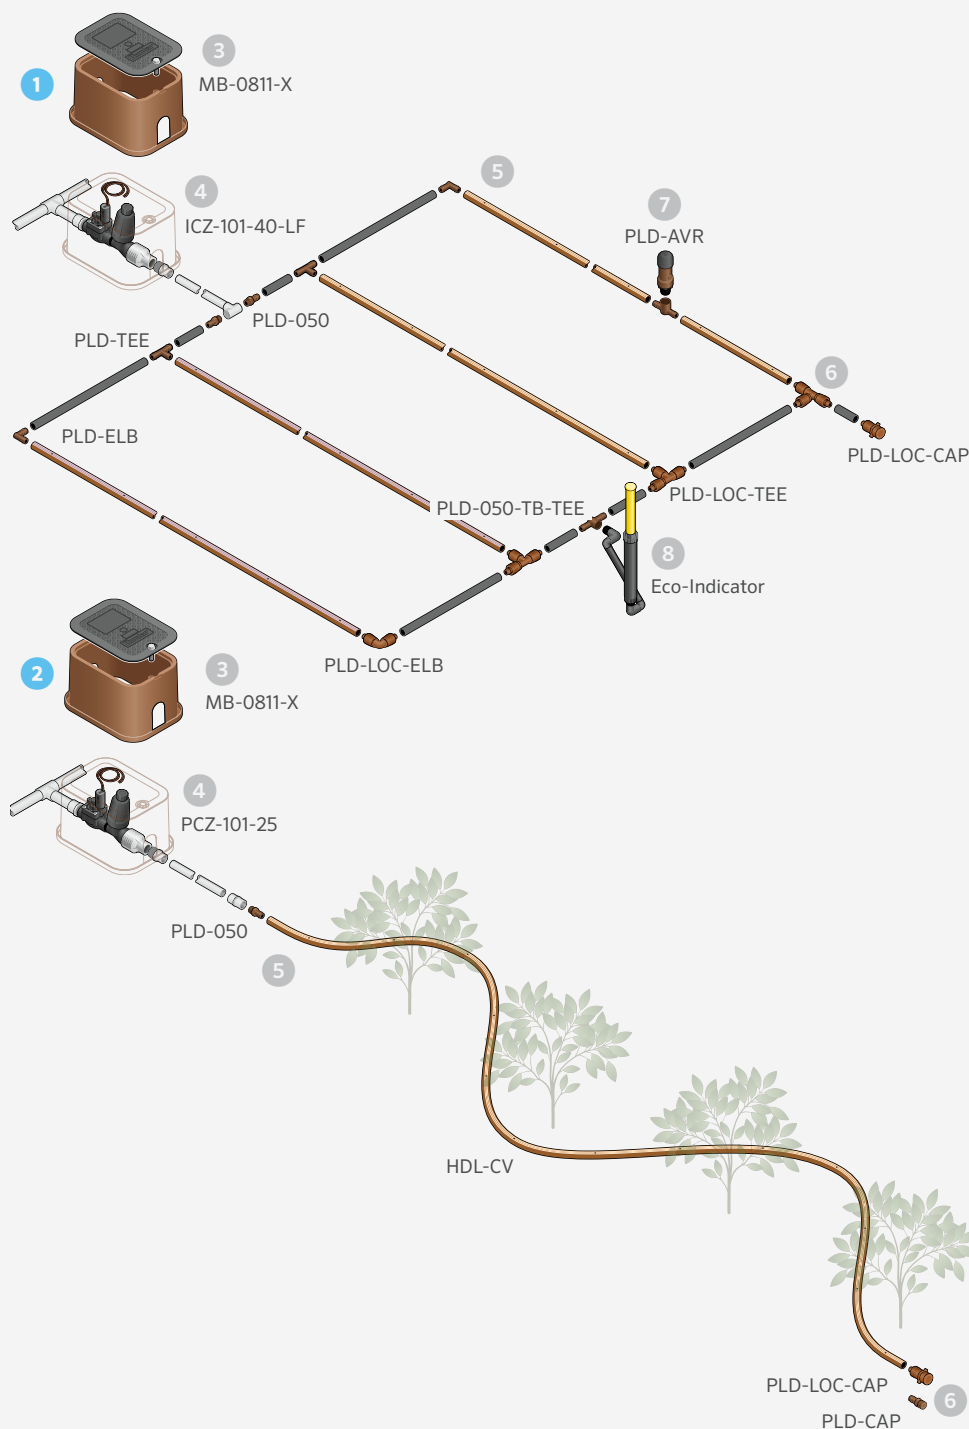 1
3
MB-0811-X
4
ICZ-101-40-LF
5
7
PLD-AVR
PLD-050
PLD-TEE
6
PLD-ELB
PLD-LOC-CAP
PLD-LOC-TEE
PLD-050-TB-TEE
8
Eco-Indicator
PLD-LOC-ELB
2
3
MB-0811-X
4
PCZ-101-25
PLD-050
5
HDL-CV
PLD-LOC-CAP
6
PLD-CAP